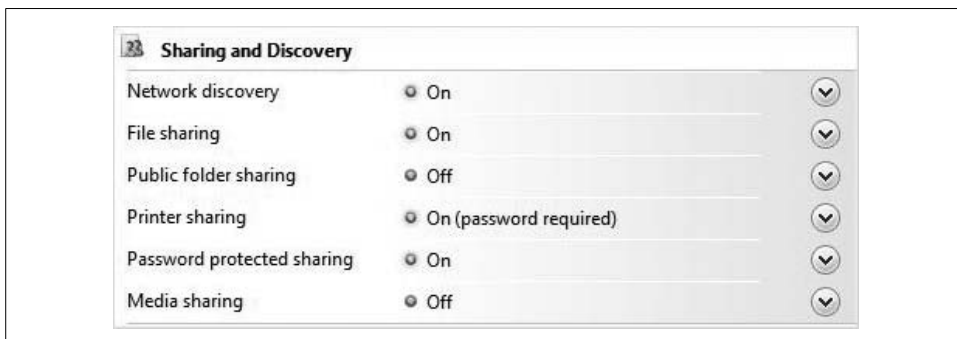 Sharing and Discovery
Network discovery On
File sharing On
Public folder sharing Off
Printer sharing On (password required)
Password protected sharing On
Media sharing Off